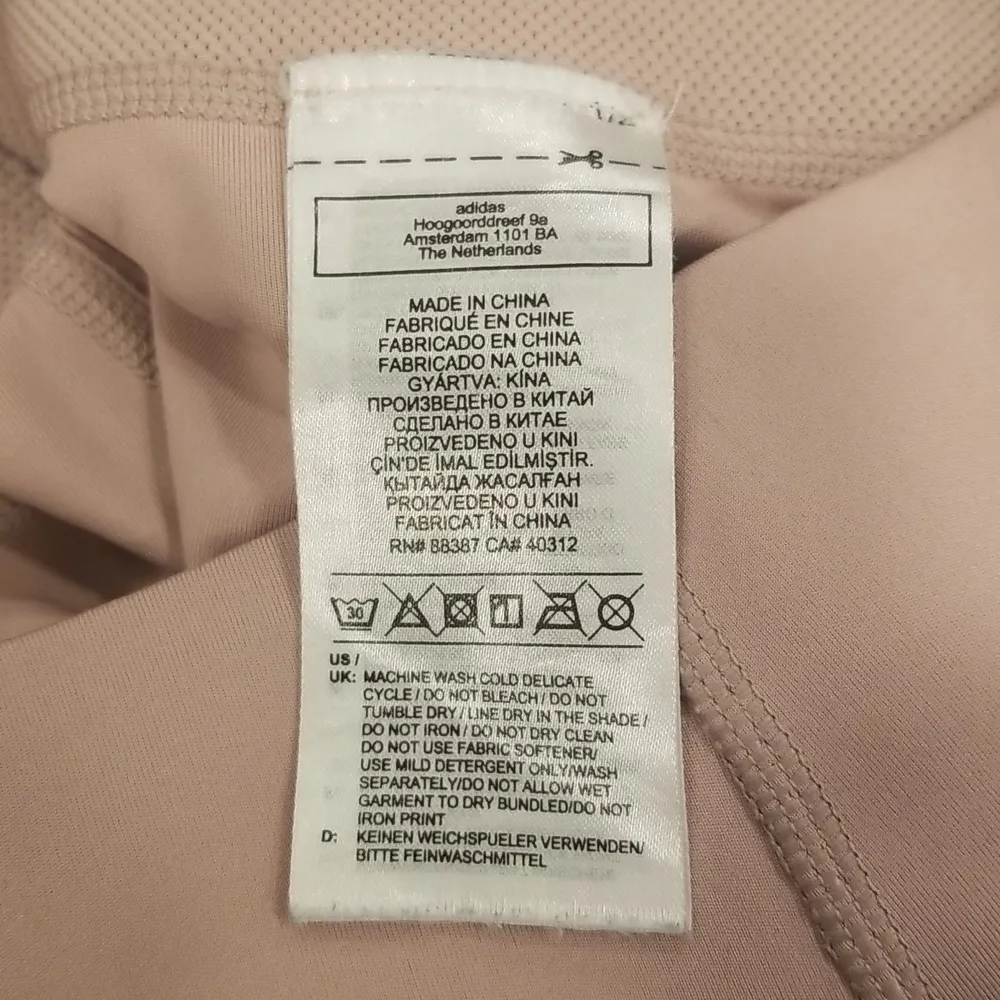 1/2
adidas
Hoogoorddreef 9a
Amsterdam 1101 BA
The Netherlands
MADE IN CHINA
FABRIQUÉ EN CHINE
FABRICADO EN CHINA
FABRICADO NA CHINA
GYÁRTVA: KÍNA
ПРОИЗВЕДЕНО В КИТАЙ
СДЕЛАНО В КИТАЕ
PROIZVEDENO U KINI
ÇİN'DE İMAL EDİLMİŞTİR.
ҚЫТАЙДА ЖАСАЛҒАН
PROIZVEDENO U KINI
FABRICAT ÎN CHINA
RN# 88387 CA# 40312
30
US /
UK: MACHINE WASH COLD DELICATE
CYCLE / DO NOT BLEACH / DO NOT
TUMBLE DRY / LINE DRY IN THE SHADE /
DO NOT IRON / DO NOT DRY CLEAN
DO NOT USE FABRIC SOFTENER/
USE MILD DETERGENT ONLY/WASH
SEPARATELY/DO NOT ALLOW WET
GARMENT TO DRY BUNDLED/DO NOT
IRON PRINT
D: KEINEN WEICHSPUELER VERWENDEN/
BITTE FEINWASCHMITTEL